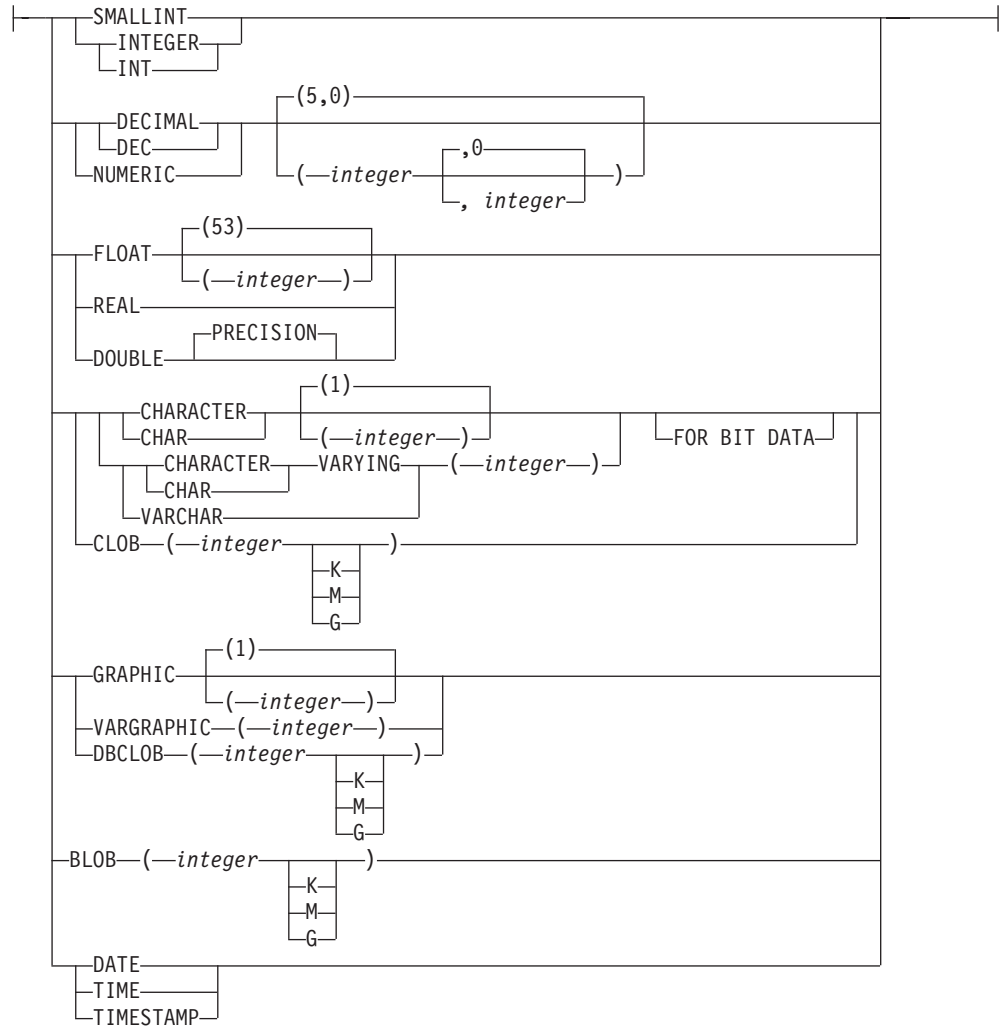 SMALLINT
INTEGER
INT
(5,0)
DECIMAL
DEC ,0
NUMERIC ( integer )
, integer
(53)
FLOAT
( integer )
REAL
PRECISION
DOUBLE
(1)
CHARACTER
CHAR ( integer ) FOR BIT DATA
CHARACTER VARYING ( integer )
CHAR
VARCHAR
CLOB ( integer )
K
M
G
(1)
GRAPHIC
( integer )
VARGRAPHIC ( integer )
DBCLOB ( integer )
K
M
G
BLOB ( integer )
K
M
G
DATE
TIME
TIMESTAMP